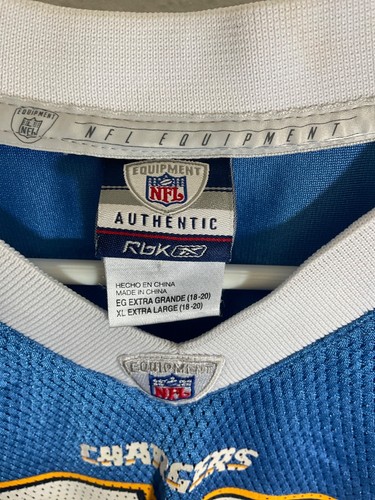 EQUIPMENT
NFL
NFL EQUIPMENT
EQUIPMENT
NFL
AUTHENTIC
RBK
HECHO EN CHINA
MADE IN CHINA
EG EXTRA GRANDE (18-20)
XL EXTRA LARGE (18-20)
EQUIPMENT
NFL
CHARGERS